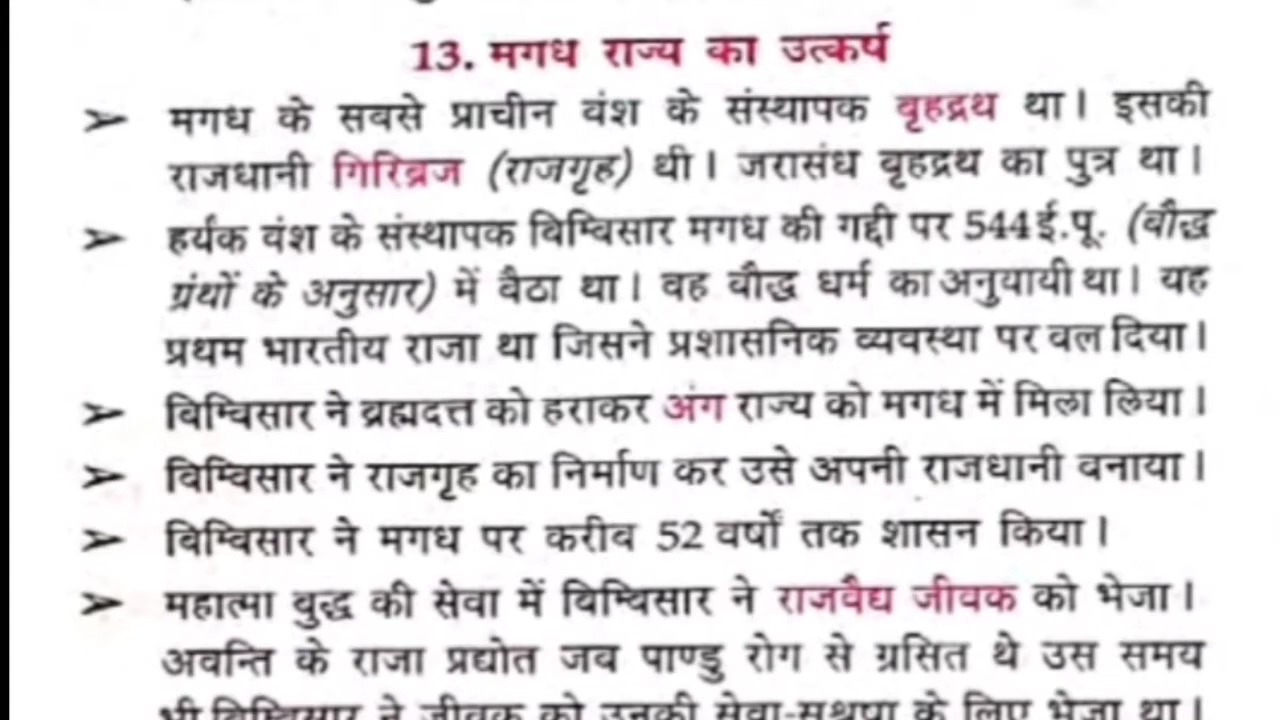 13. मगध राज्य का उत्कर्ष
➢ मगध के सबसे प्राचीन वंश के संस्थापक बृहद्रथ था। इसकी
राजधानी गिरिब्रज (राजगृह) थी। जरासंध बृहद्रथ का पुत्र था।
➢ हर्यक वंश के संस्थापक बिम्बिसार मगध की गद्दी पर 544 ई.पू. (बौद्ध
ग्रंथों के अनुसार) में बैठा था। वह बौद्ध धर्म का अनुयायी था। यह
प्रथम भारतीय राजा था जिसने प्रशासनिक व्यवस्था पर बल दिया।
➢ बिम्बिसार ने ब्रह्मदत्त को हराकर अंग राज्य को मगध में मिला लिया।
➢ बिम्बिसार ने राजगृह का निर्माण कर उसे अपनी राजधानी बनाया।
➢ बिम्बिसार ने मगध पर करीब 52 वर्षों तक शासन किया।
➢ महात्मा बुद्ध की सेवा में बिम्बिसार ने राजवैद्य जीवक को भेजा।
अवन्ति के राजा प्रद्योत जब पाण्डु रोग से ग्रसित थे उस समय
भी बिम्बिसार ने जीवक को उनकी सेवा-सुश्रूषा के लिए भेजा था।